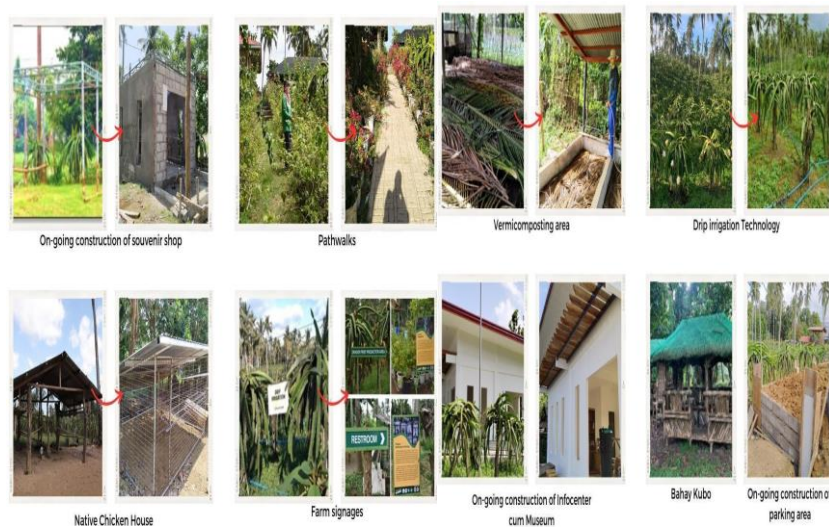 On-going construction of souvenir shop
Pathwalks
Vermicomposting area
Drip irrigation Technology
RESTROOM
Native Chicken House
Farm signages
On-going construction of Infocenter
cum Museum
Bahay Kubo
On-going construction of
parking area